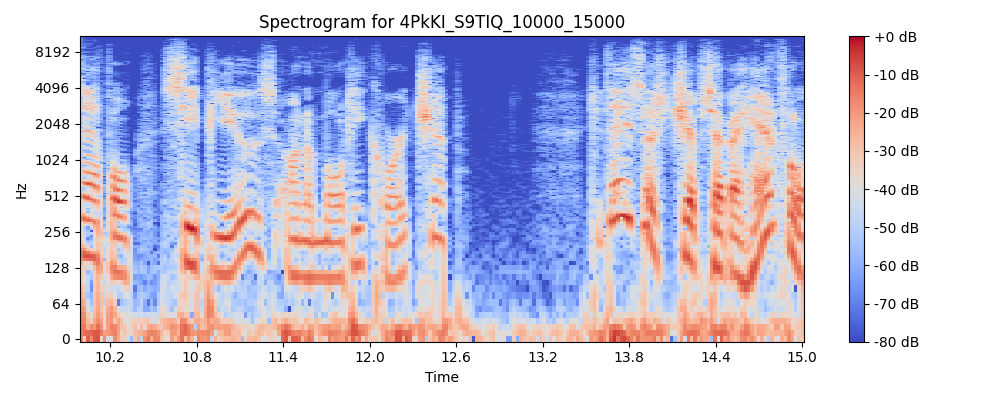 Spectrogram for 4PkKI_S9TIQ_10000_15000
8192
4096
2048
1024
512
256
128
64
0
Hz
10.2 10.8 11.4 12.0 12.6 13.2 13.8 14.4 15.0
Time
+0 dB
-10 dB
-20 dB
-30 dB
-40 dB
-50 dB
-60 dB
-70 dB
-80 dB